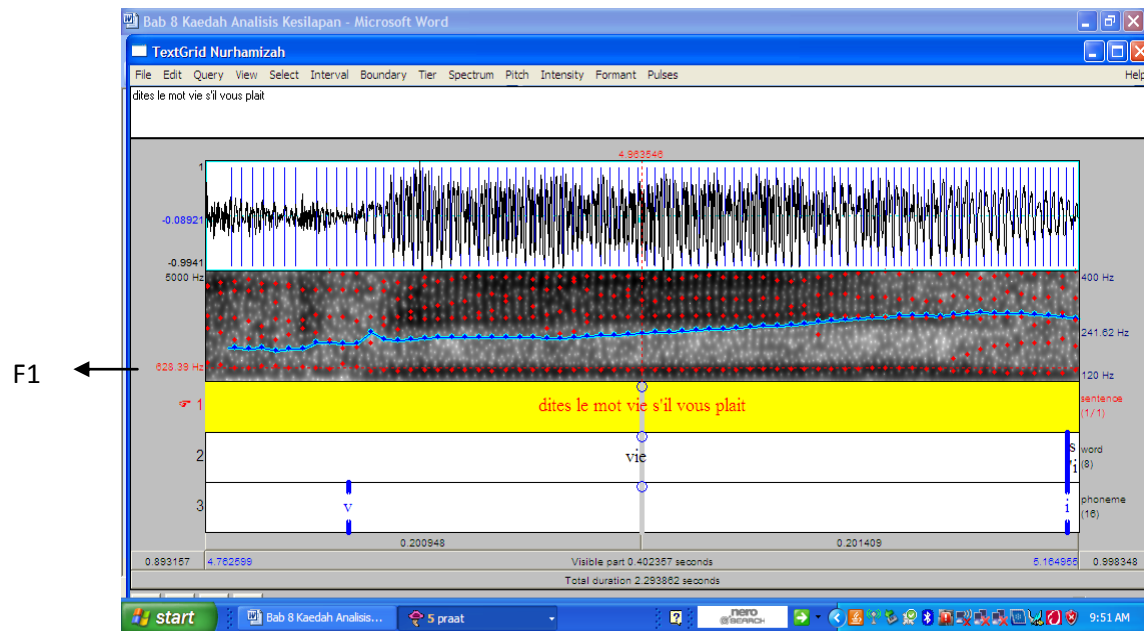 Bab 8 Kaedah Analisis Kesilapan - Microsoft Word
TextGrid Nurhamizah
File Edit Query View Select Interval Boundary Tier Spectrum Pitch Intensity Formant Pulses Help
dites le mot vie s'il vous plait
4.963546
1
-0.08921
-0.9941
5000 Hz 400 Hz
241.62 Hz
F1 628.39 Hz 120 Hz
1 dites le mot vie s'il vous plait sentence (1/1)
2 vie s'i word (8)
3 v i phoneme (16)
0.200948 0.201409
0.893157 4.762599 Visible part 0.402357 seconds 5.164956 0.998348
Total duration 2.293862 seconds
start Bab 8 Kaedah Analisis... 5 praat nero SEARCH 9:51 AM